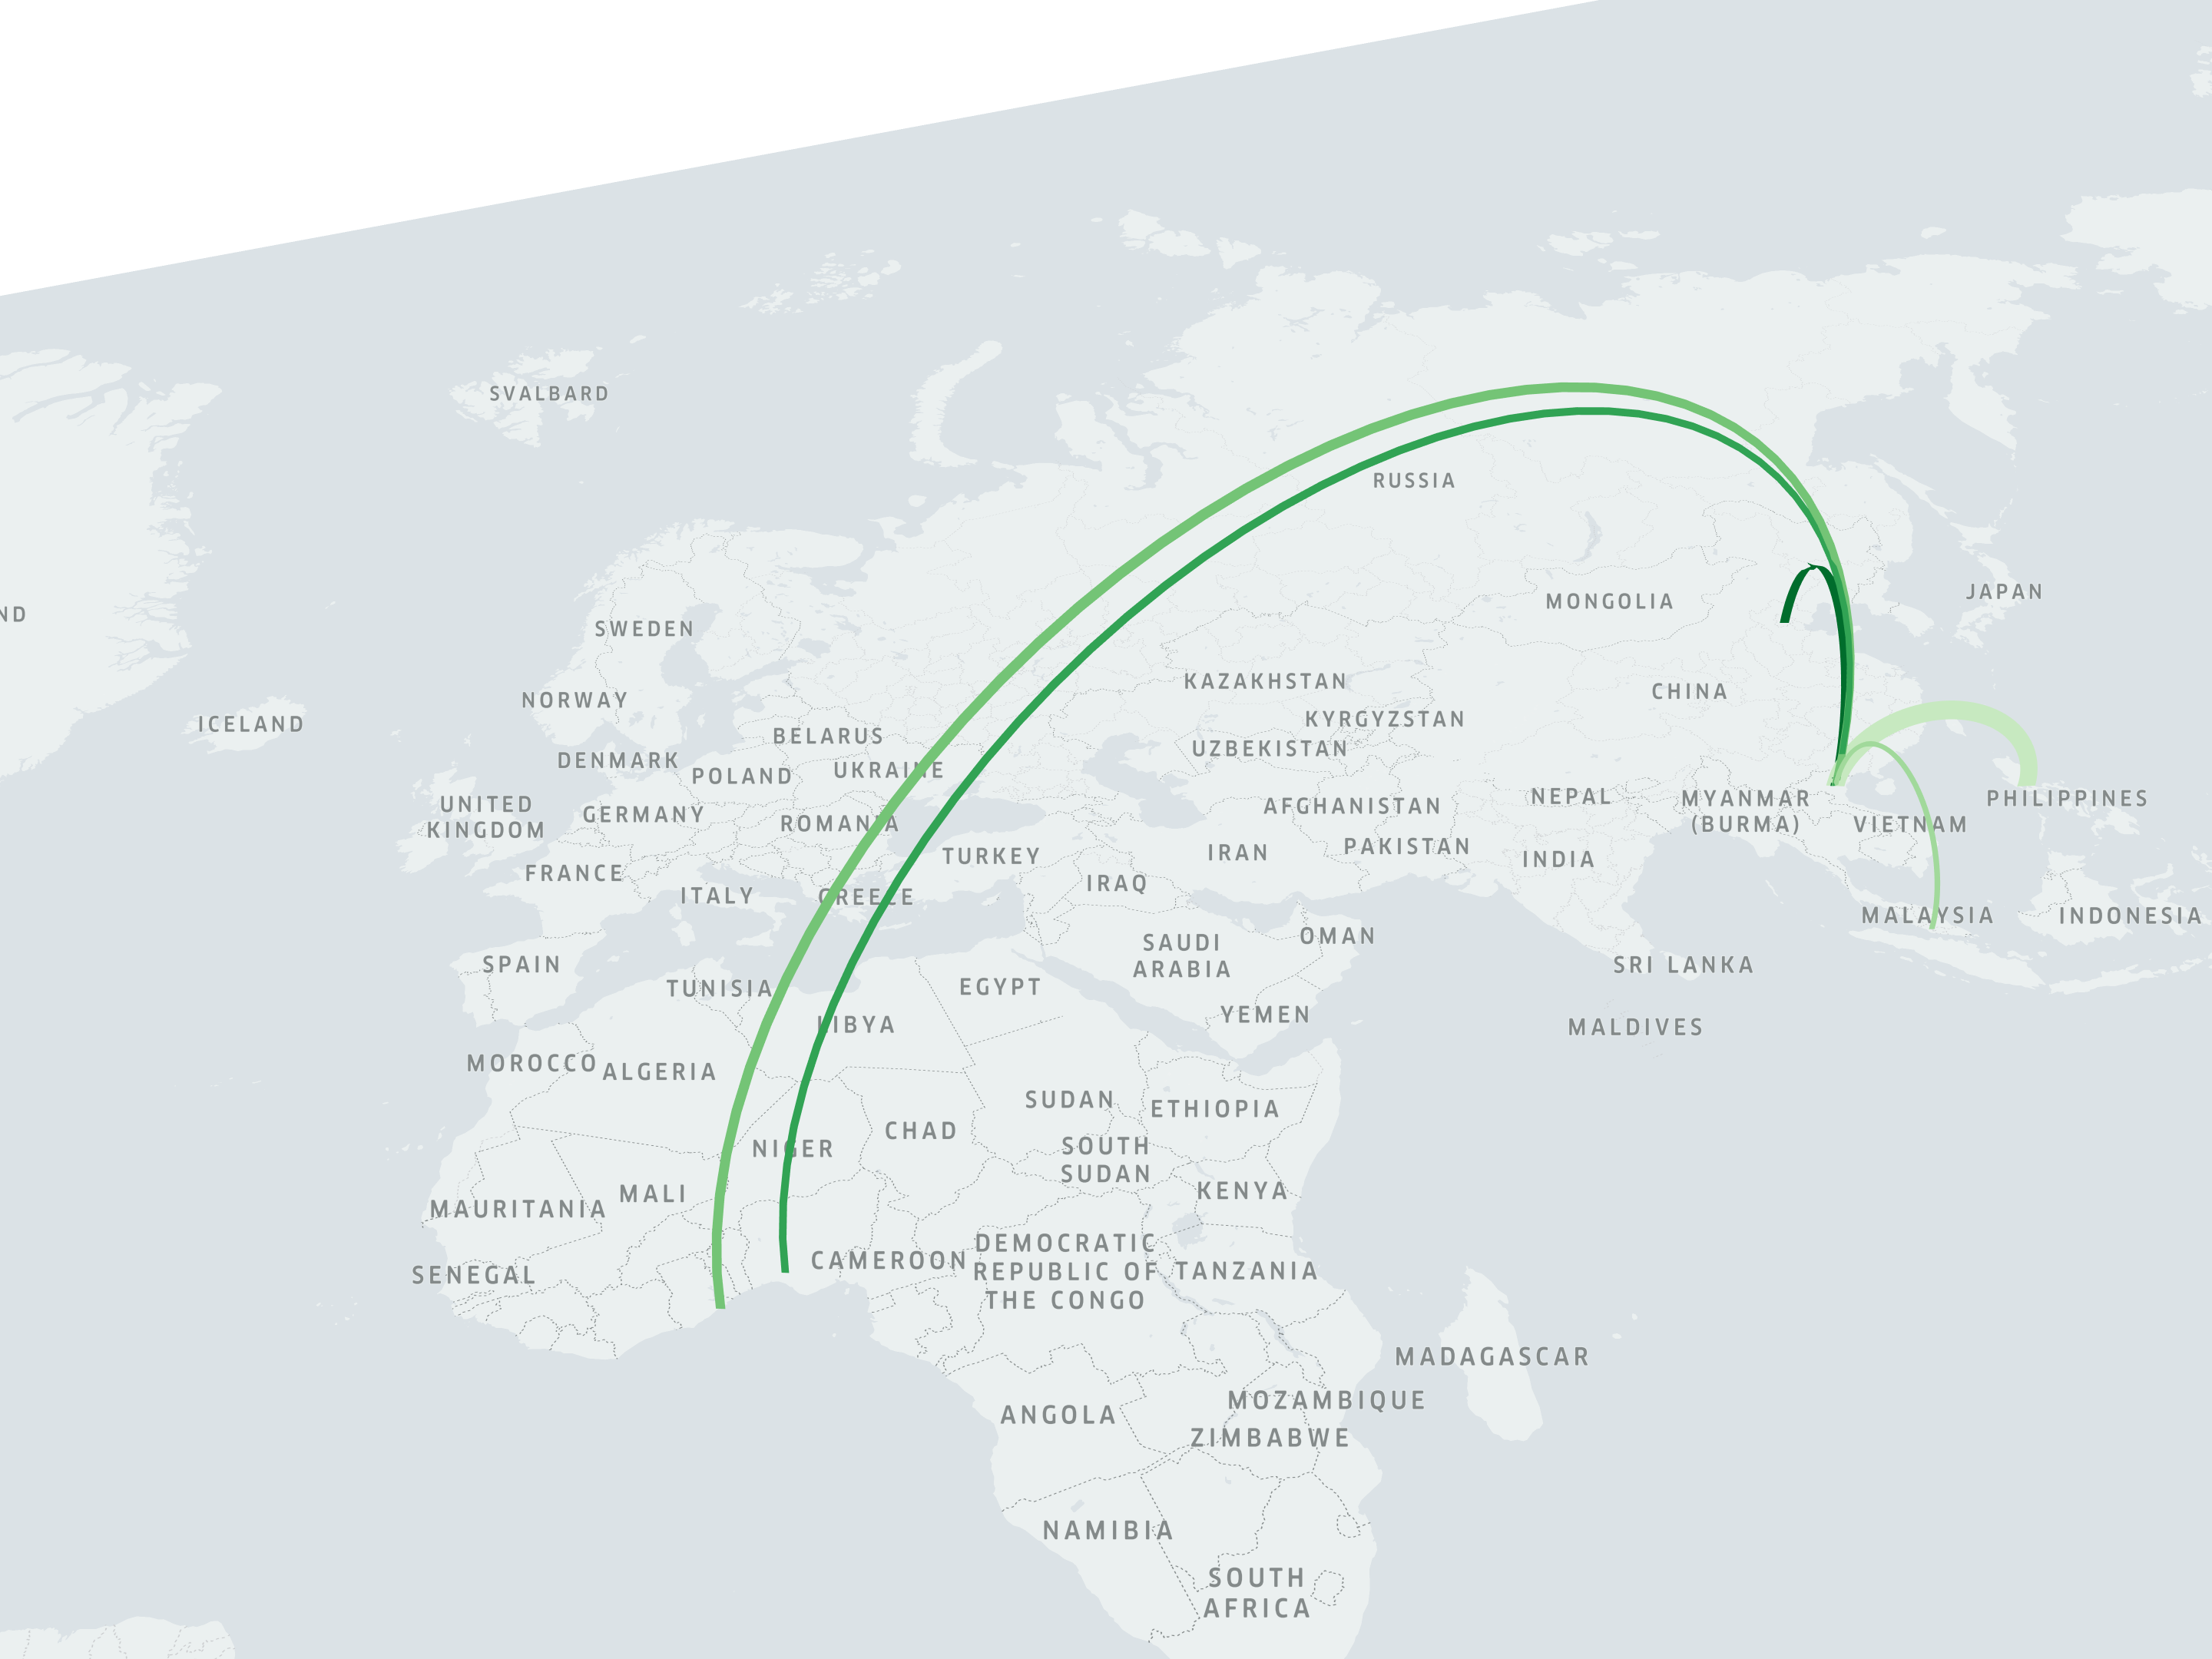 SVALBARD
RUSSIA
ND
JAPAN
MONGOLIA
SWEDEN
KAZAKHSTAN
CHINA
NORWAY
ICELAND
KYRGYZSTAN
BELARUS
UZBEKISTAN
DENMARK
UKRAINE
POLAND
NEPAL
MYANMAR
(BURMA)
PHILIPPINES
UNITED
KINGDOM
AFGHANISTAN
GERMANY
ROMANIA
VIETNAM
PAKISTAN
IRAN
TURKEY
INDIA
FRANCE
IRAQ
ITALY
GREECE
MALAYSIA
INDONESIA
OMAN
SAUDI
ARABIA
SPAIN
SRI LANKA
EGYPT
TUNISIA
YEMEN
LIBYA
MALDIVES
MOROCCO
ALGERIA
SUDAN
ETHIOPIA
CHAD
SOUTH
SUDAN
NIGER
KENYA
MALI
MAURITANIA
DEMOCRATIC
REPUBLIC OF
THE CONGO
CAMEROON
TANZANIA
SENEGAL
MADAGASCAR
MOZAMBIQUE
ANGOLA
ZIMBABWE
NAMIBIA
SOUTH
AFRICA